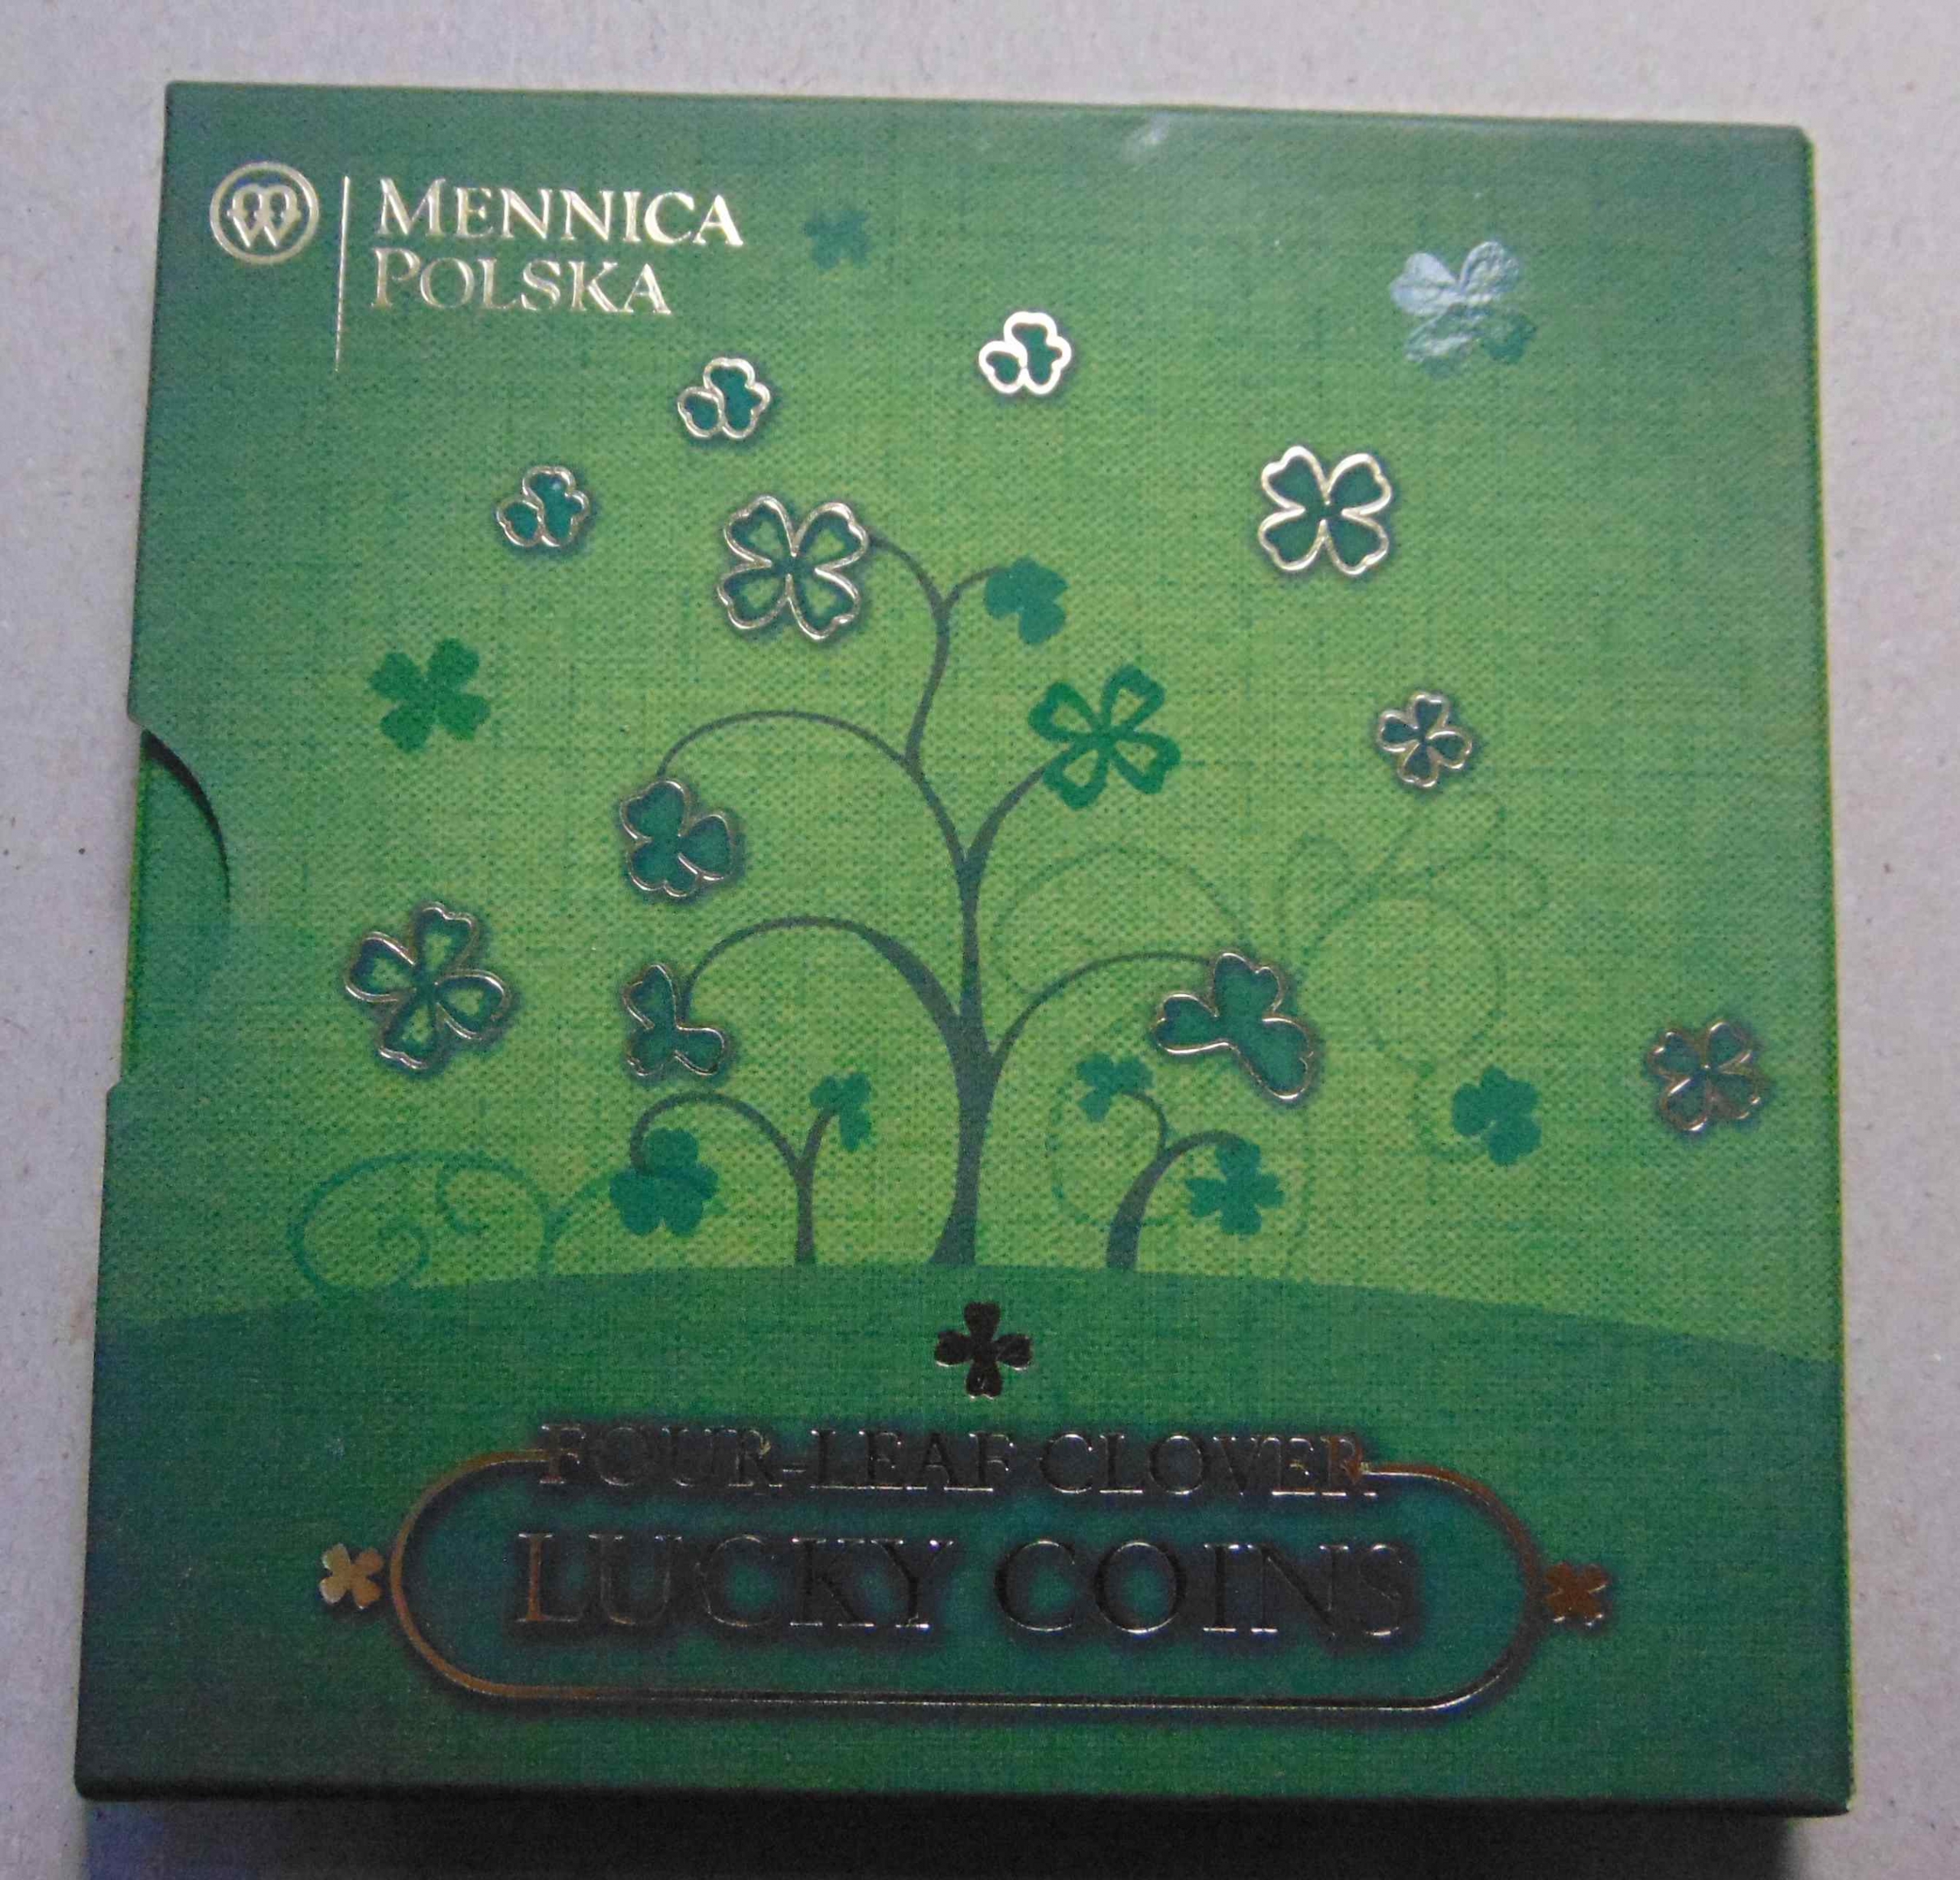 MENNICA
POLSKA
FOUR-LEAF CLOVER
LUCKY COINS